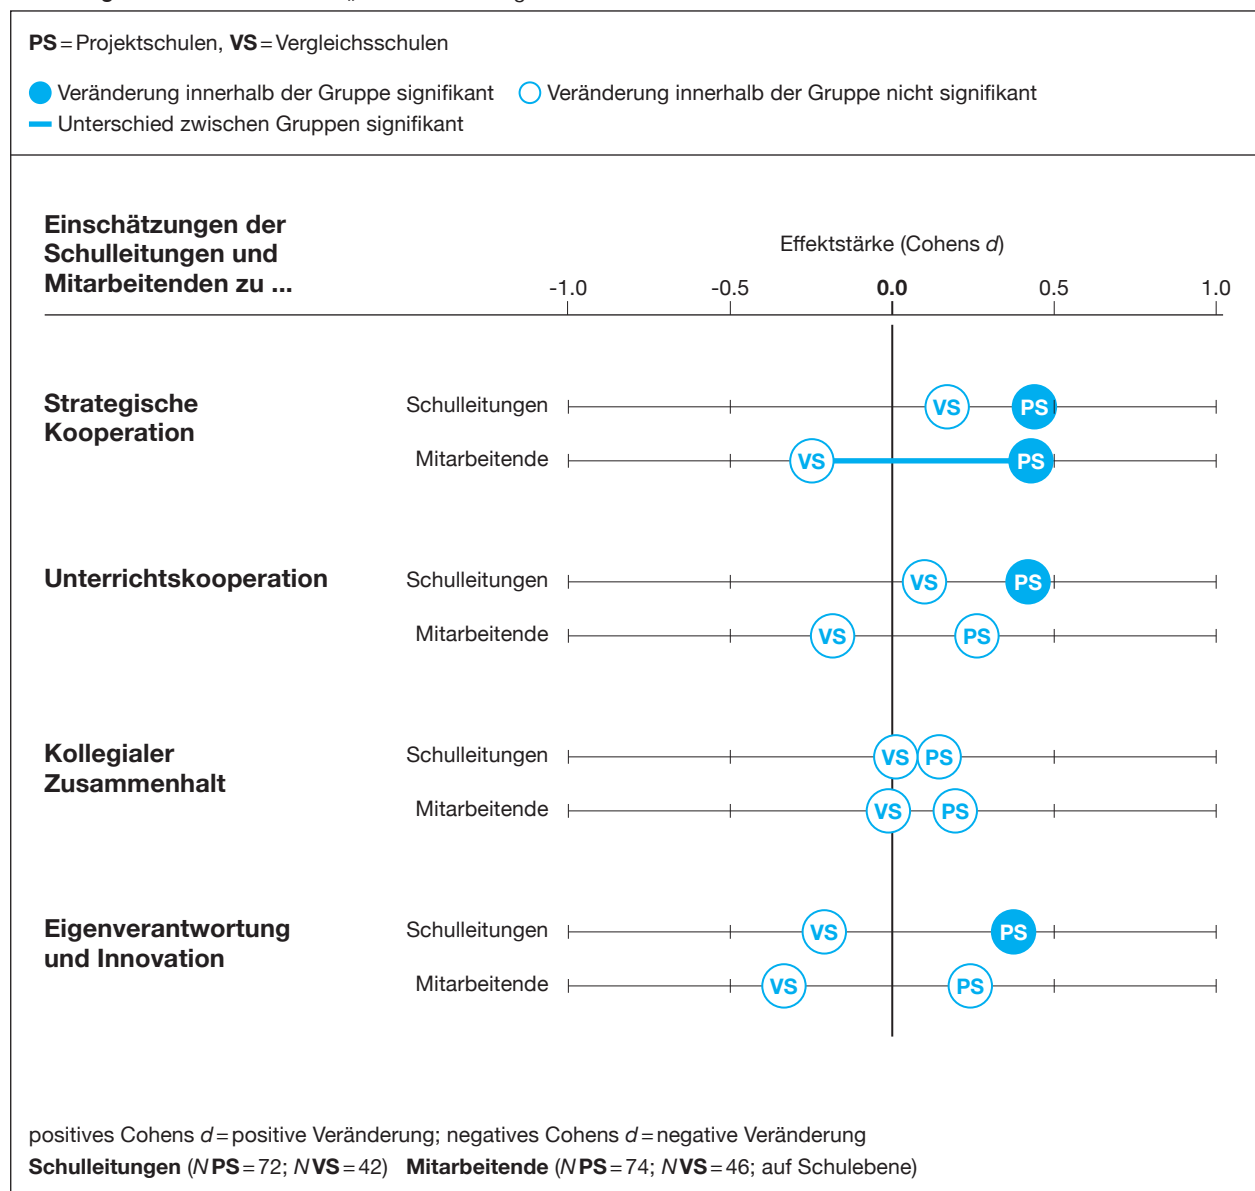 PS = Projektschulen, VS = Vergleichsschulen
Veränderung innerhalb der Gruppe signifikant Veränderung innerhalb der Gruppe nicht signifikant
Unterschied zwischen Gruppen signifikant
Einschätzungen der
Schulleitungen und
Mitarbeitenden zu ...
Effektstärke (Cohens d)
-1.0 -0.5 0.0 0.5 1.0
Strategische
Kooperation
Schulleitungen VS PS
Mitarbeitende VS PS
Unterrichtskooperation
Schulleitungen VS PS
Mitarbeitende VS PS
Kollegialer
Zusammenhalt
Schulleitungen VS PS
Mitarbeitende VS PS
Eigenverantwortung
und Innovation
Schulleitungen VS PS
Mitarbeitende VS PS
positives Cohens d = positive Veränderung; negatives Cohens d = negative Veränderung
Schulleitungen (N PS = 72; N VS = 42) Mitarbeitende (N PS = 74; N VS = 46; auf Schulebene)